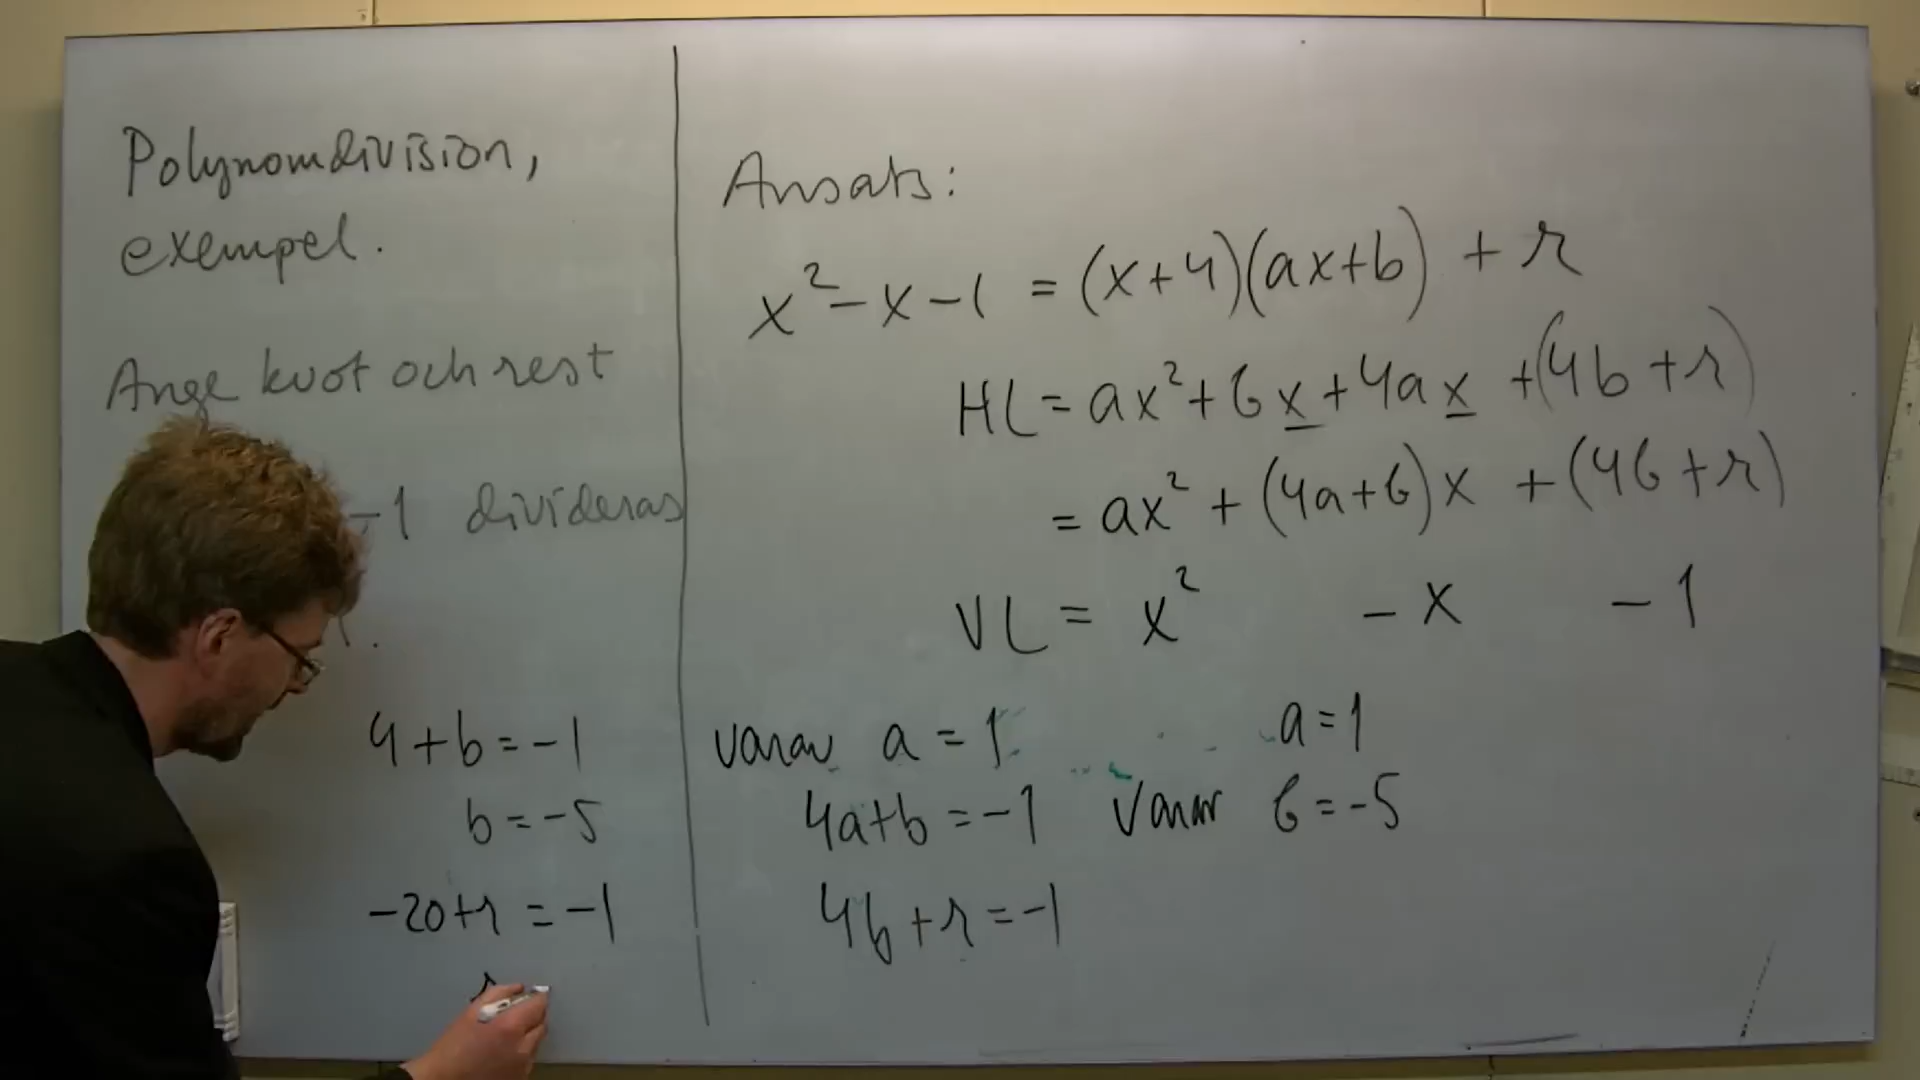 Polynomdivision,
exempel.
Ange kvot och rest
-1 divideras
4+b=-1
b=-5
-20+r=-1
r
Ansats:
x²-x-1=(x+4)(ax+b)+r
HL=ax²+bx+4ax+(4b+r)
=ax²+(4a+b)x+(4b+r)
VL=x² -x -1
varav a=1 a=1
4a+b=-1 varav b=-5
4b+r=-1